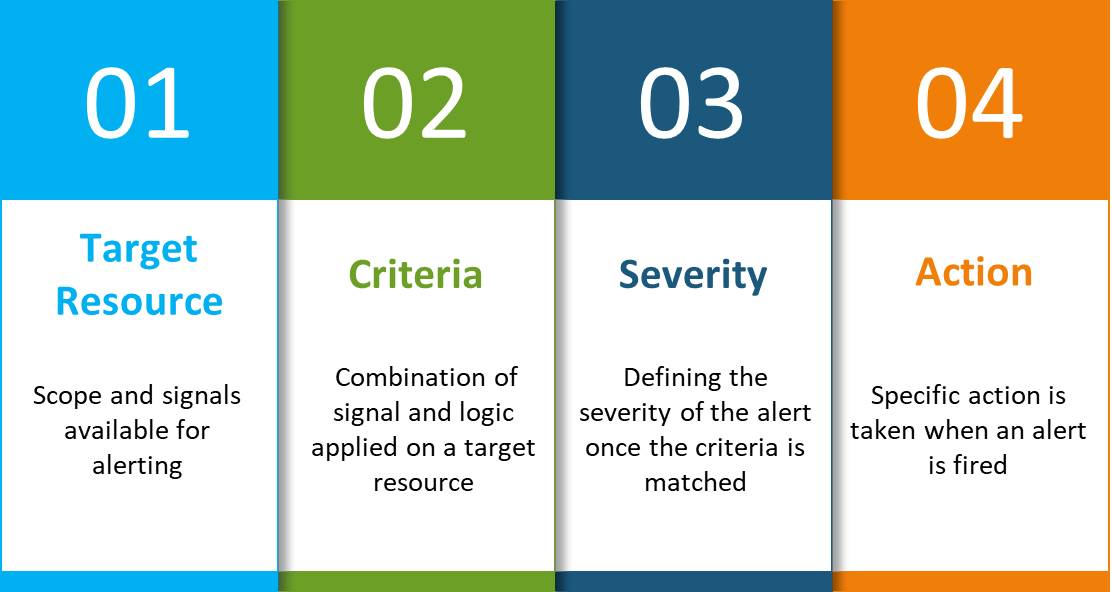 01
Target
Resource
Scope and signals
available for
alerting
02
Criteria
Combination of
signal and logic
applied on a target
resource
03
Severity
Defining the
severity of the alert
once the criteria is
matched
04
Action
Specific action is
taken when an alert
is fired